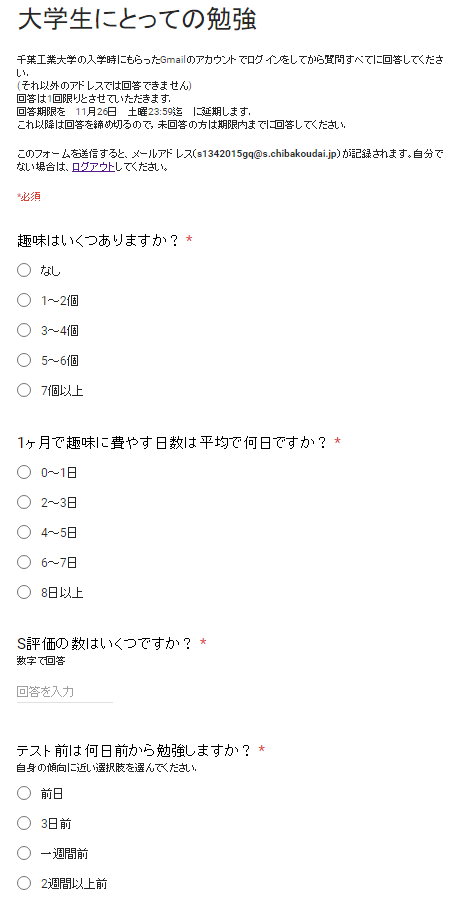 大学生にとっての勉強
千葉工業大学の入学時にもらったGmailのアカウントでログインをしてから質問すべてに回答してくださ
い.
(それ以外のアドレスでは回答できません)
回答は1回限りとさせていただきます.
回答期限を　11月26日　土曜23:59迄　に延期します.
これ以降は回答を締め切るので, 未回答の方は期限内までに回答してください.
このフォームを送信すると、メールアドレス(s1342015gq@s.chibakoudai.jp)が記録されます。自分で
ない場合は、ログアウトしてください。
*必須
趣味はいくつありますか？ *
なし
1～2個
3～4個
5～6個
7個以上
1ヶ月で趣味に費やす日数は平均で何日ですか？ *
0～1日
2～3日
4～5日
6～7日
8日以上
S評価の数はいくつですか？ *
数字で回答
回答を入力
テスト前は何日前から勉強しますか？ *
自身の傾向に近い選択肢を選んでください.
前日
3日前
一週間前
2週間以上前